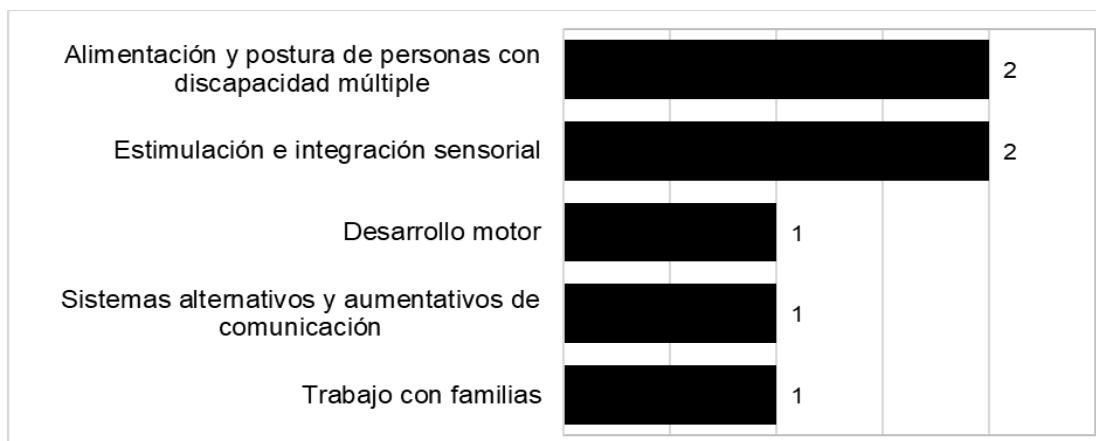 Alimentación y postura de personas con
discapacidad múltiple
2
Estimulación e integración sensorial
2
Desarrollo motor
1
Sistemas alternativos y aumentativos de
comunicación
1
Trabajo con familias
1